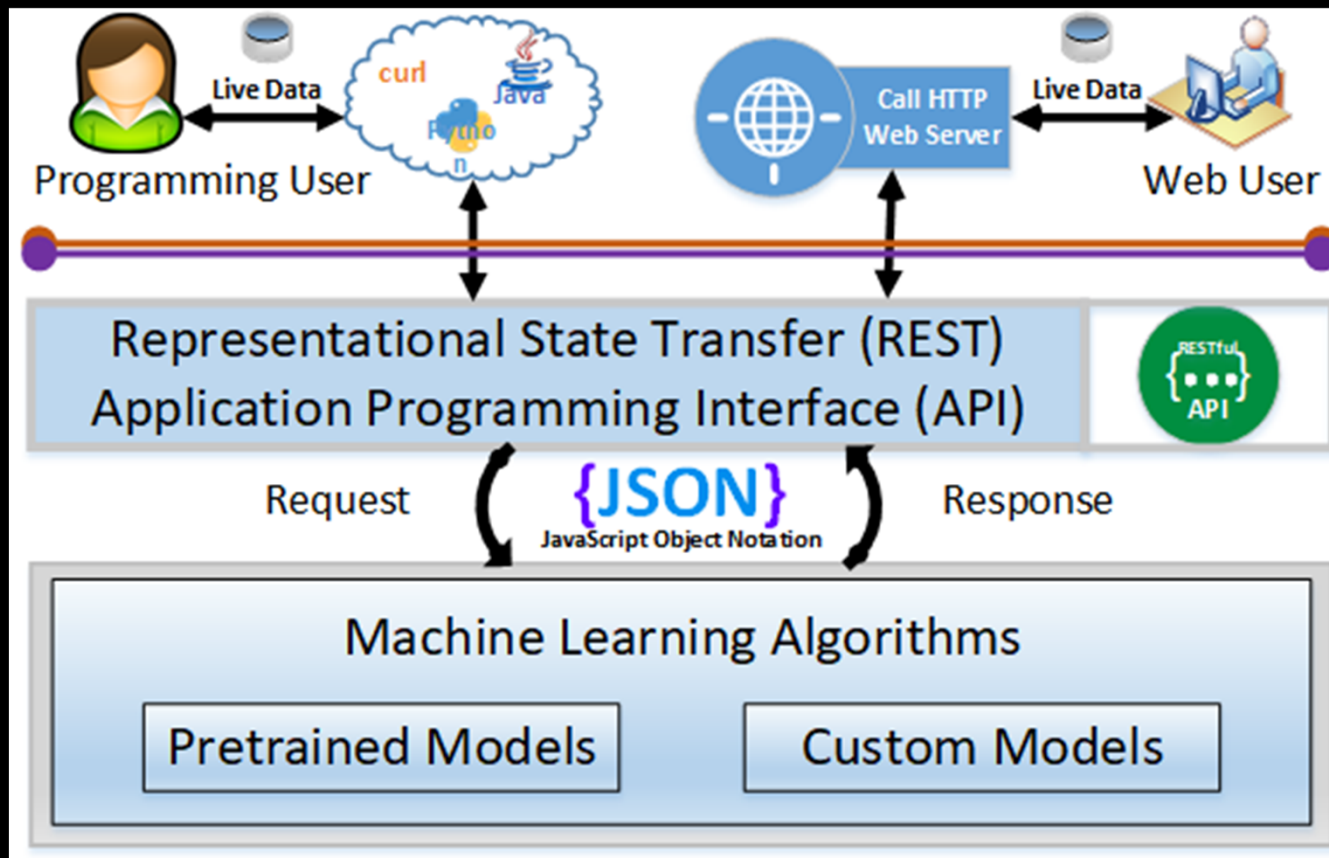 Live Data
curl
Java
Pytho
n
Programming User
Call HTTP
Web Server
Live Data
Web User
Representational State Transfer (REST)
Application Programming Interface (API)
RESTful
{...}
API
Request
{JSON}
JavaScript Object Notation
Response
Machine Learning Algorithms
Pretrained Models
Custom Models